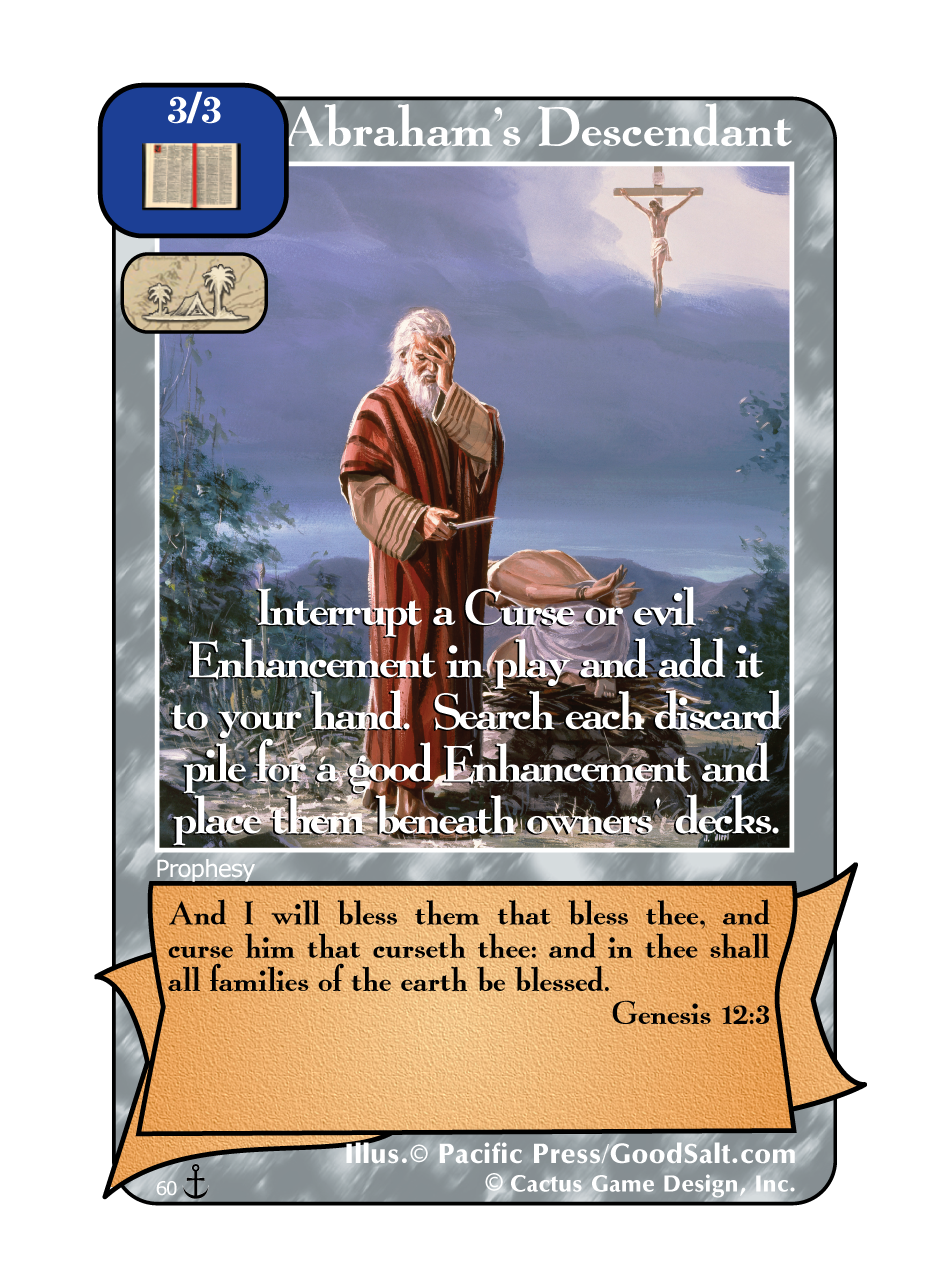 3/3
Abraham's Descendant
Interrupt a Curse or evil
Enhancement in play and add it
to your hand. Search each discard
pile for a good Enhancement and
place them beneath owners' decks.
Prophesy
And I will bless them that bless thee, and
curse him that curseth thee: and in thee shall
all families of the earth be blessed.
Genesis 12:3
Illus.© Pacific Press/GoodSalt.com
60
© Cactus Game Design, Inc.